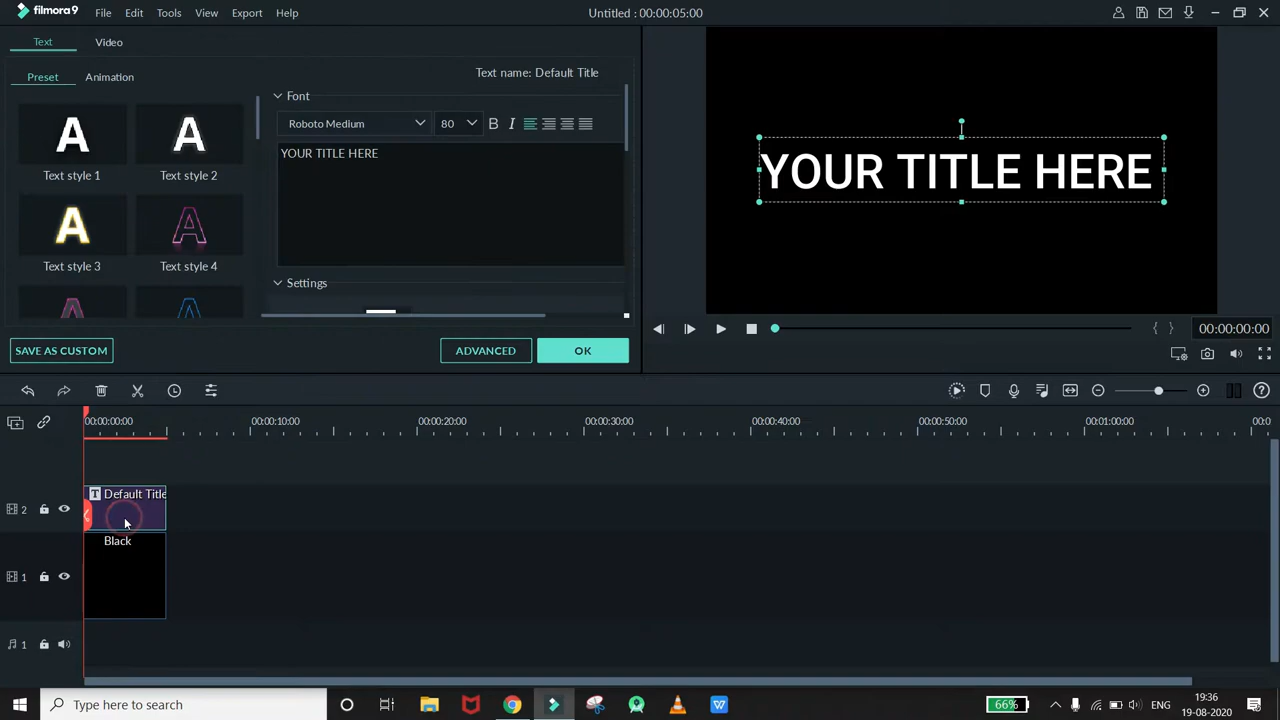 filmora 9
File Edit Tools View Export Help
Untitled : 00:00:05:00
Text Video
Preset Animation
Text name: Default Title
Font
Roboto Medium 80 B I
YOUR TITLE HERE
A A
Text style 1 Text style 2
A A
Text style 3 Text style 4
Settings
SAVE AS CUSTOM ADVANCED OK
YOUR TITLE HERE
00:00:00:00
00:00:00:00 00:00:10:00 00:00:20:00 00:00:30:00 00:00:40:00 00:00:50:00 00:01:00:00 00:0
T Default Title
2
Black
1
1
Type here to search
66%
ENG
19:36
19-08-2020